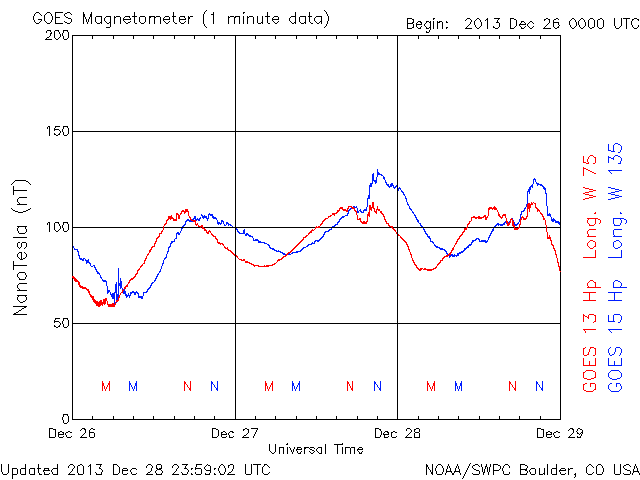 GOES Magnetometer (1 minute data)
Begin: 2013 Dec 26 0000 UTC
200
150
100
50
0
NanoTesla (nT)
M M N N M M N N M M N N
Dec 26 Dec 27 Dec 28 Dec 29
Universal Time
GOES 13 Hp Long. W 75
GOES 15 Hp Long. W 135
Updated 2013 Dec 28 23:59:02 UTC
NOAA/SWPC Boulder, CO USA